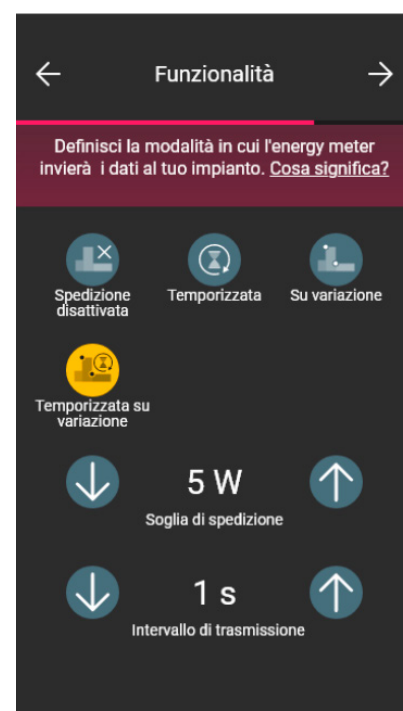 Funzionalità
Definisci la modalità in cui l'energy meter
invierà i dati al tuo impianto. Cosa significa?
Spedizione
disattivata
Temporizzata
Su variazione
Temporizzata su
variazione
5 W
Soglia di spedizione
1 s
Intervallo di trasmissione